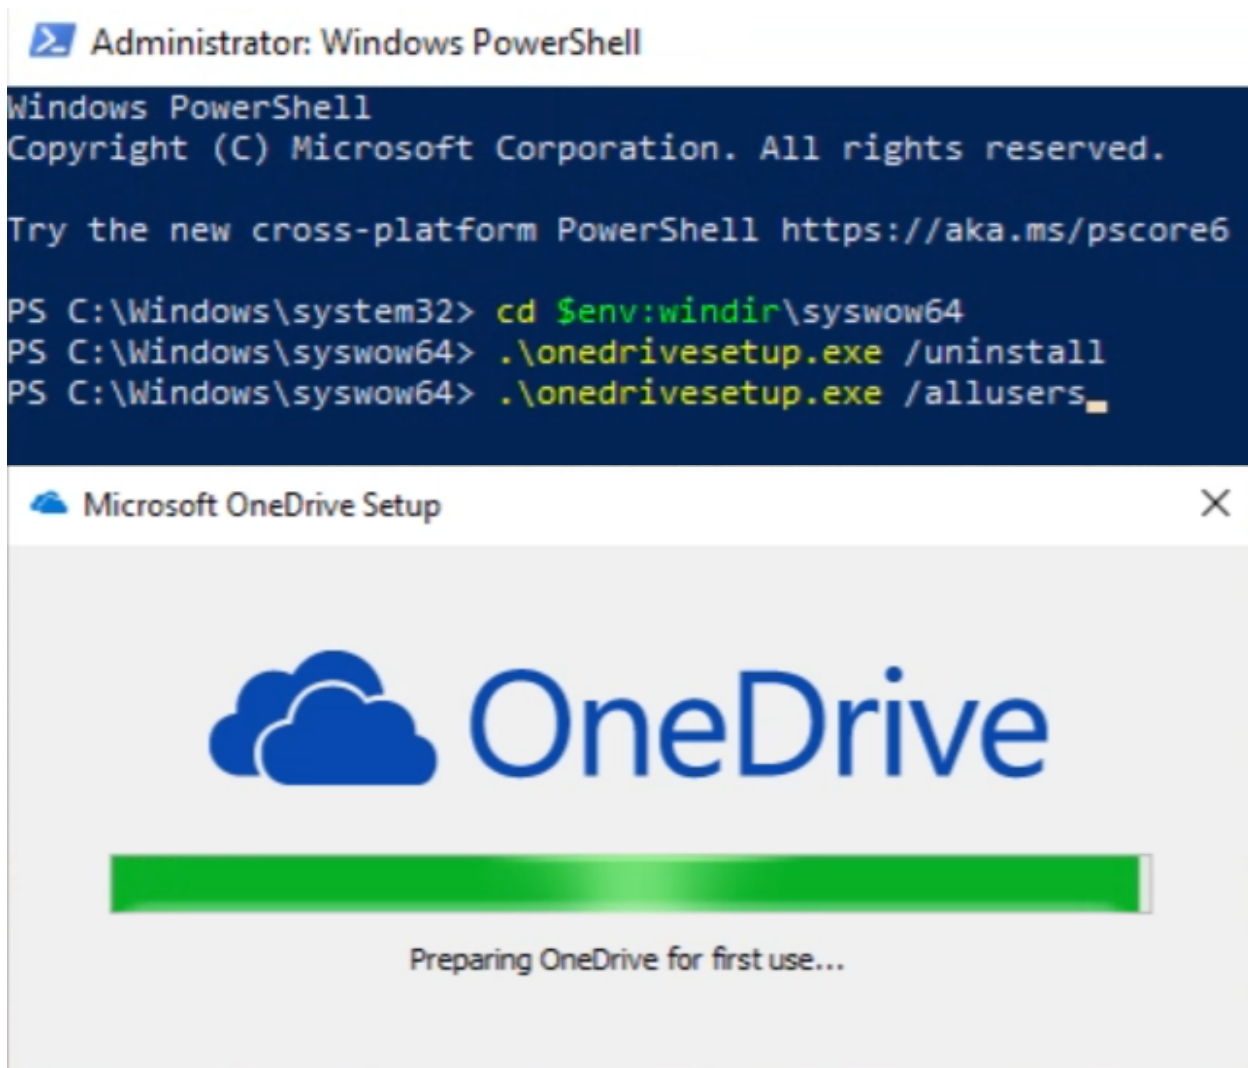 Administrator: Windows PowerShell
Windows PowerShell
Copyright (C) Microsoft Corporation. All rights reserved.
Try the new cross-platform PowerShell https://aka.ms/pscore6
PS C:\Windows\system32> cd $env:windir\syswow64
PS C:\Windows\syswow64> .\onedrivesetup.exe /uninstall
PS C:\Windows\syswow64> .\onedrivesetup.exe /allusers
Microsoft OneDrive Setup
OneDrive
Preparing OneDrive for first use...